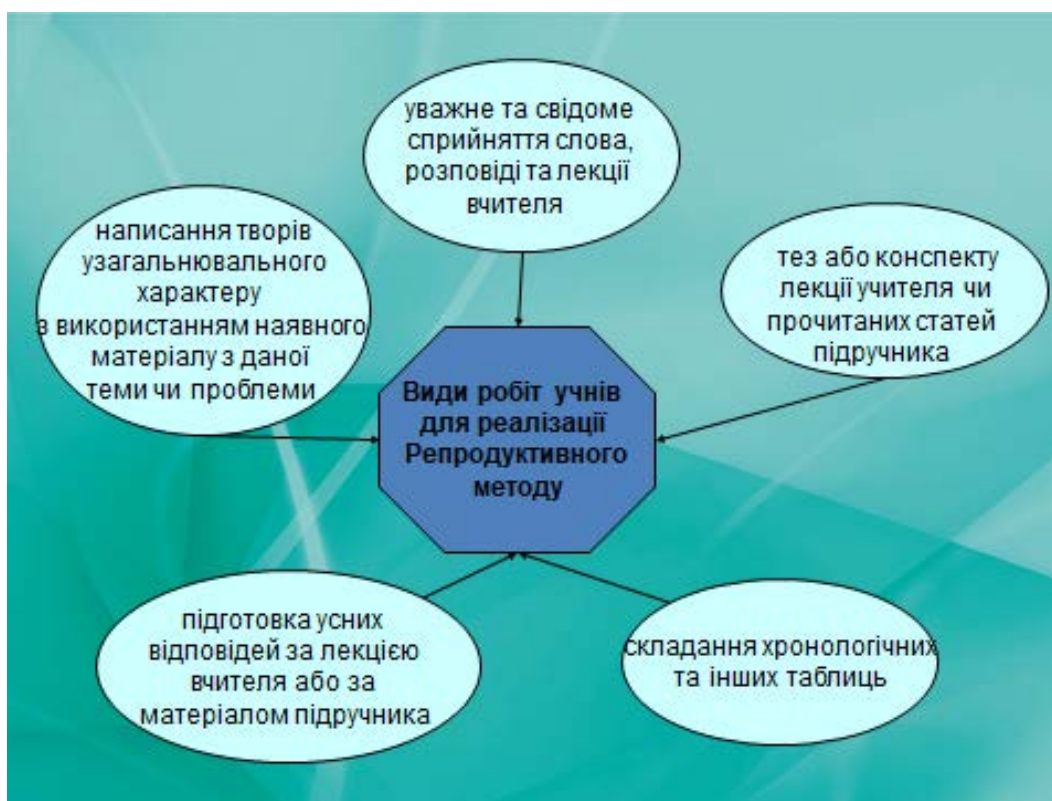 уважне та свідоме
сприйняття слова,
розповіді та лекції
вчителя
написання творів
узагальнювального
характеру
з використанням наявного
матеріалу з даної
теми чи проблеми
тез або конспекту
лекції учителя чи
прочитаних статей
підручника
Види робіт учнів
для реалізації
Репродуктивного
методу
підготовка усних
відповідей за лекцією
вчителя або за
матеріалом підручника
складання хронологічних
та інших таблиць